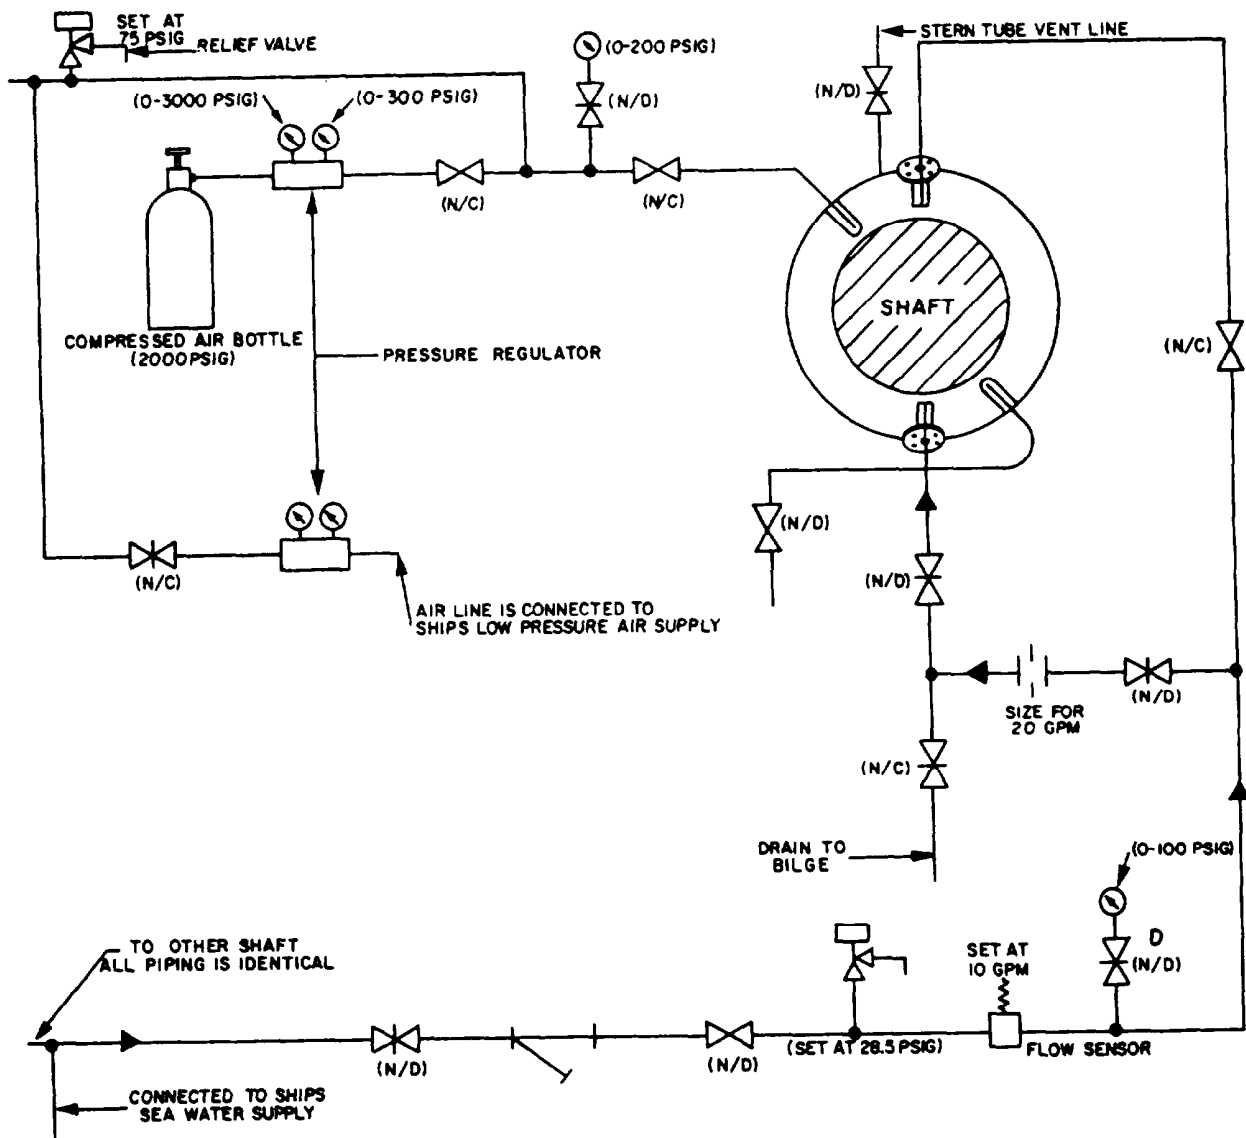 SET AT
75 PSIG
RELIEF VALVE
(0-3000 PSIG)
(0-300 PSIG)
(0-200 PSIG)
(N/D)
STERN TUBE VENT LINE
(N/D)
(N/C)
(N/C)
COMPRESSED AIR BOTTLE
(2000 PSIG)
PRESSURE REGULATOR
SHAFT
(N/C)
(N/D)
(N/D)
(N/C)
AIR LINE IS CONNECTED TO
SHIPS LOW PRESSURE AIR SUPPLY
(N/D)
SIZE FOR
20 GPM
(N/C)
DRAIN TO
BILGE
(0-100 PSIG)
D
(N/D)
TO OTHER SHAFT
ALL PIPING IS IDENTICAL
SET AT
10 GPM
(N/D)
(N/D)
(SET AT 28.5 PSIG)
FLOW SENSOR
CONNECTED TO SHIPS
SEA WATER SUPPLY